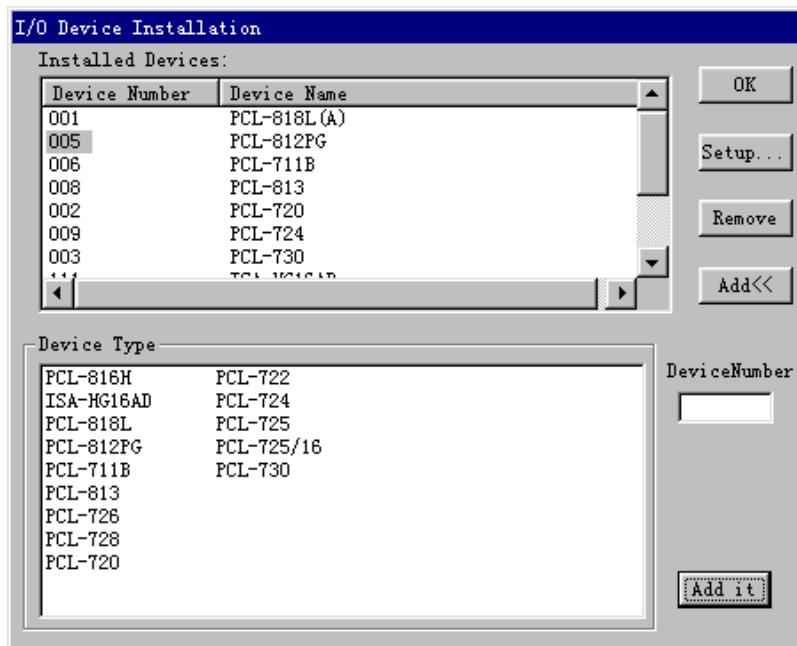 I/O Device Installation
Installed Devices:
Device Number Device Name
001 PCL-818L(A)
005 PCL-812PG
006 PCL-711B
008 PCL-813
002 PCL-720
009 PCL-724
003 PCL-730
111 ISA-HG16AD
OK
Setup...
Remove
Add<<
Device Type
PCL-816H PCL-722
ISA-HG16AD PCL-724
PCL-818L PCL-725
PCL-812PG PCL-725/16
PCL-711B PCL-730
PCL-813
PCL-726
PCL-728
PCL-720
DeviceNumber
Add it